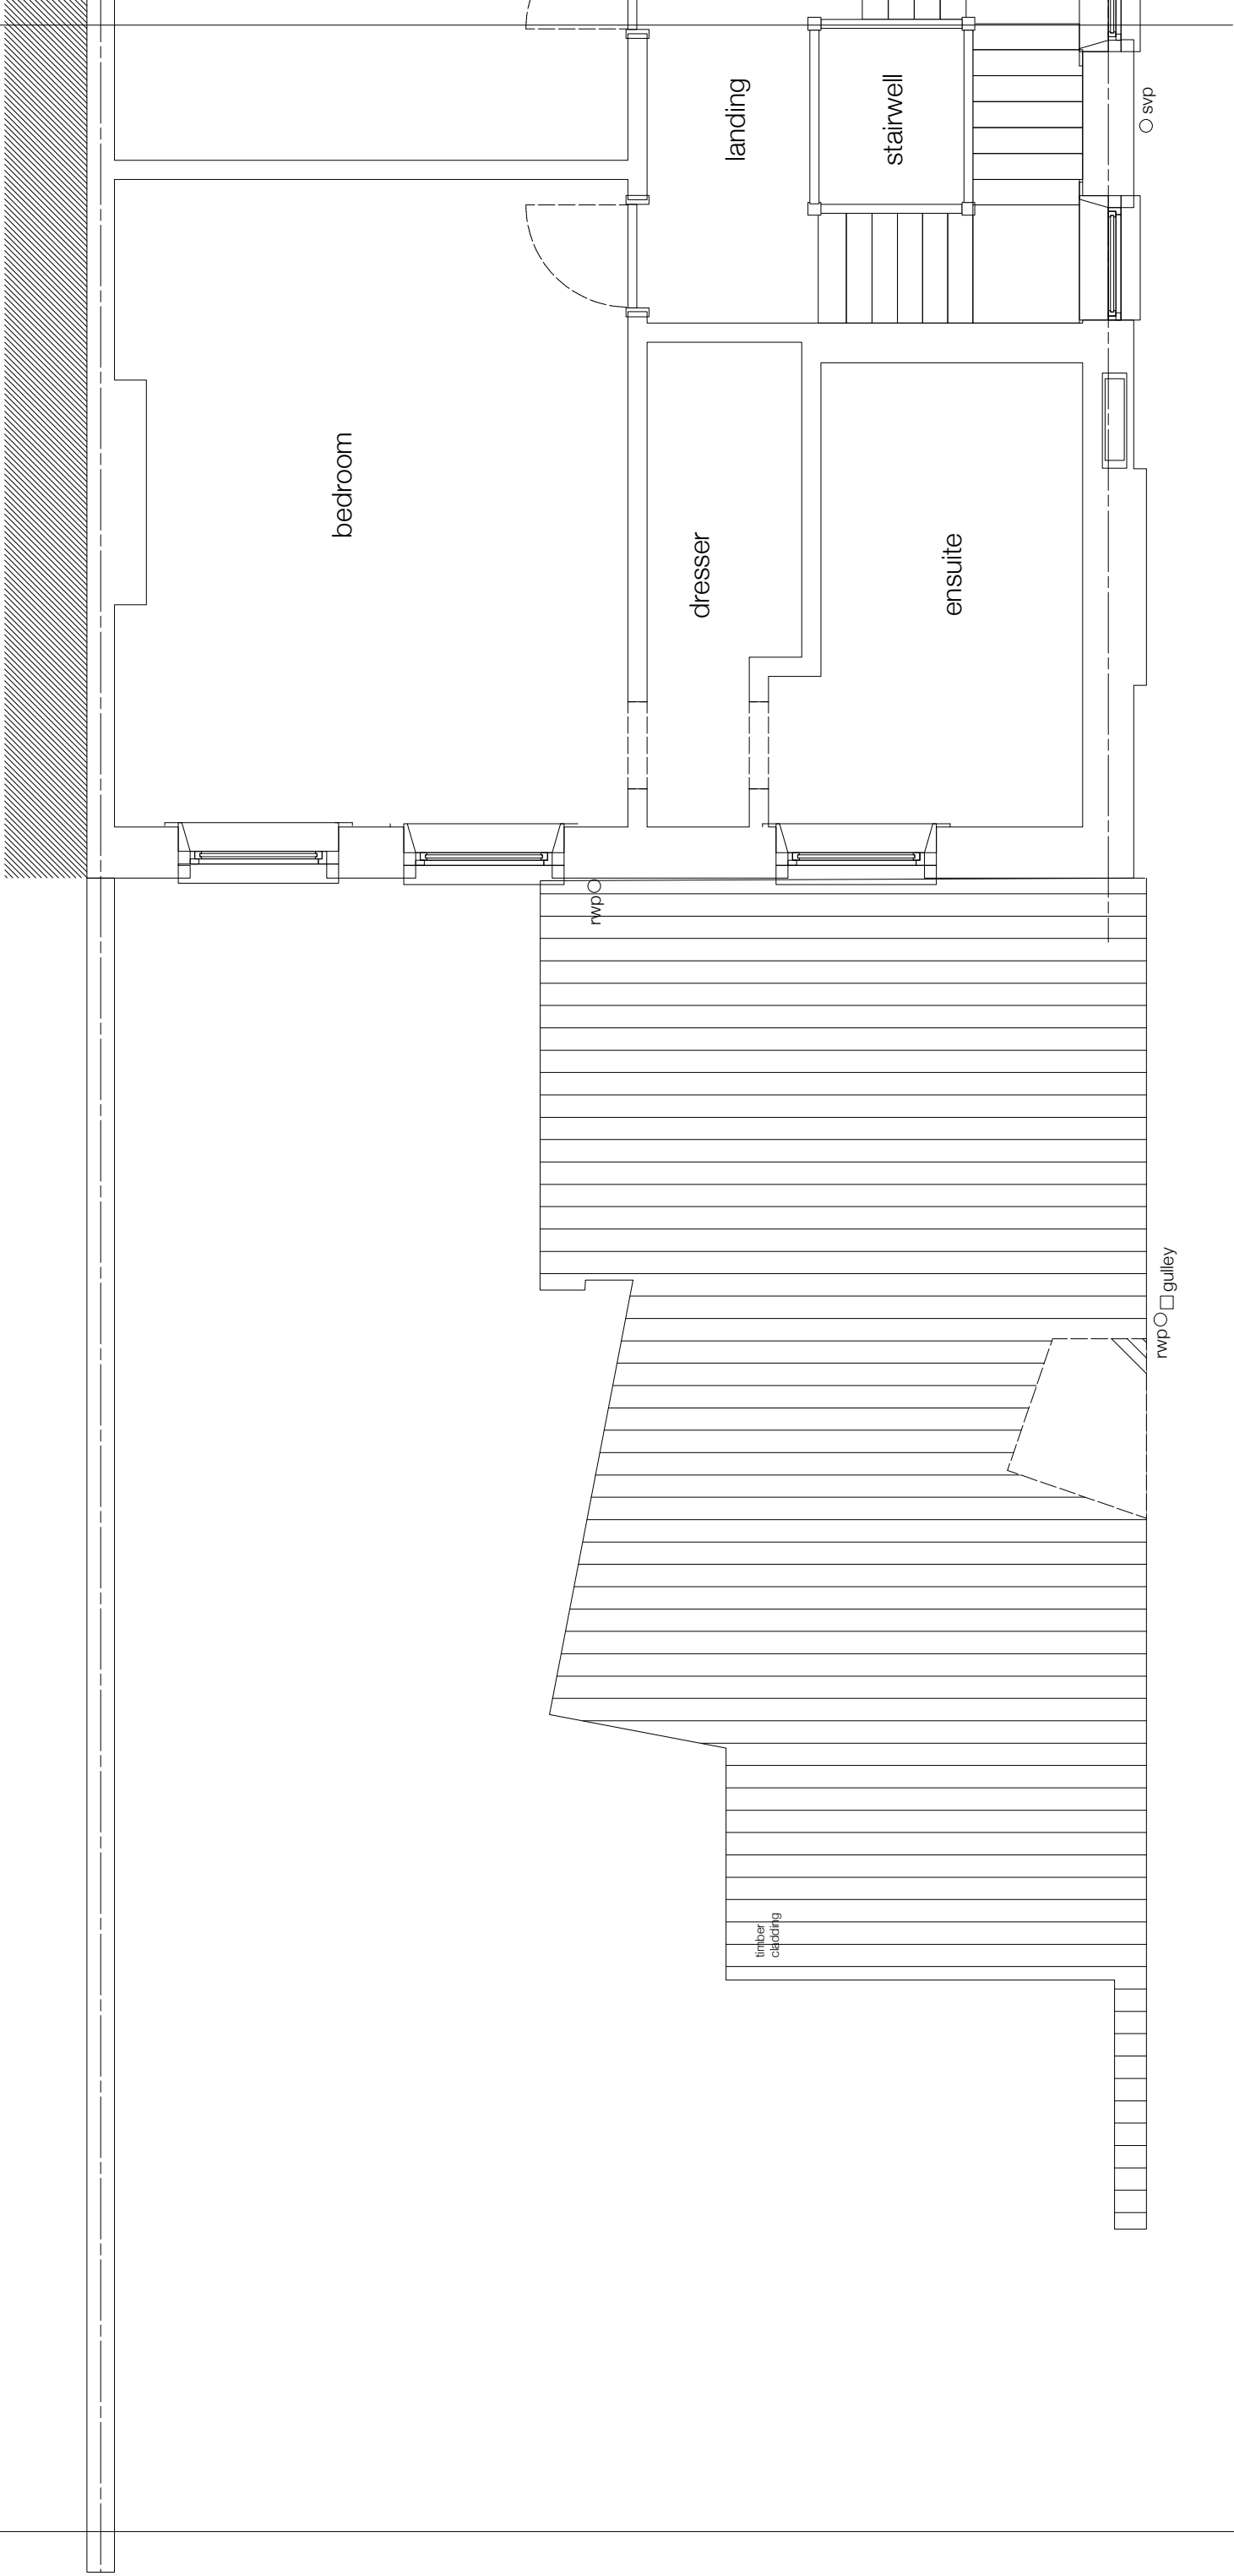 landing
stairwell
svp
bedroom
dresser
ensuite
rwp
gulley
rwp
timber
cladding